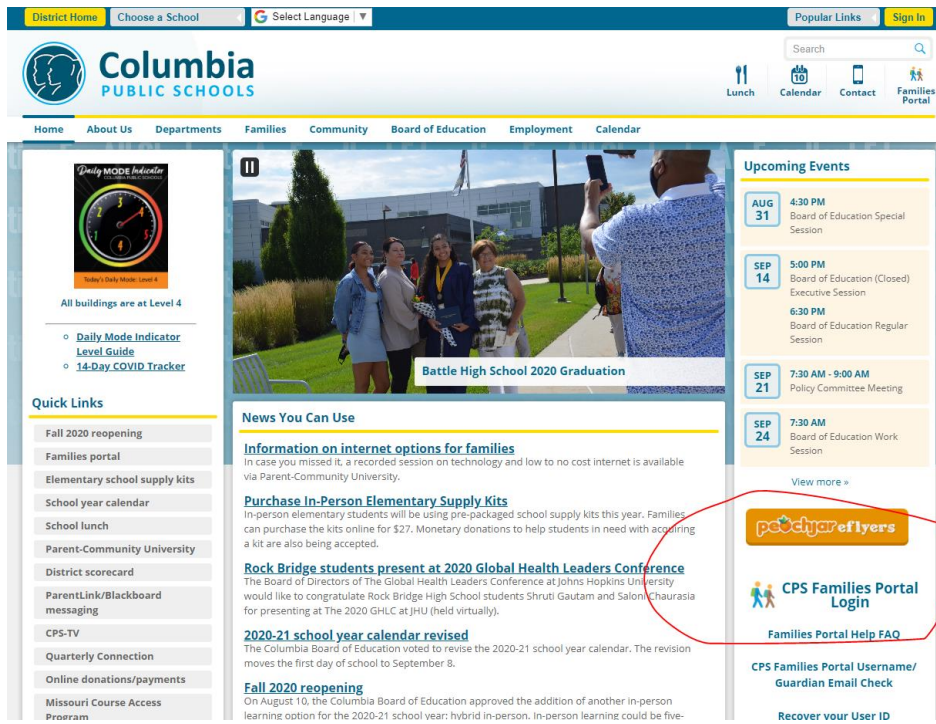 District Home
Choose a School
Select Language
Popular Links
Sign In
Columbia
PUBLIC SCHOOLS
Search
Lunch
10
Calendar
Contact
Families
Portal
Home
About Us
Departments
Families
Community
Board of Education
Employment
Calendar
Daily MODE Indicator
COLUMBIA PUBLIC SCHOOLS
1
2
3
4
5
4
Today's Daily Mode: Level 4
All buildings are at Level 4
Daily Mode Indicator
Level Guide
14-Day COVID Tracker
Quick Links
Fall 2020 reopening
Families portal
Elementary school supply kits
School year calendar
School lunch
Parent-Community University
District scorecard
ParentLink/Blackboard
messaging
CPS-TV
Quarterly Connection
Online donations/payments
Missouri Course Access
Program
Battle High School 2020 Graduation
News You Can Use
Information on internet options for families
In case you missed it, a recorded session on technology and low to no cost internet is available
via Parent-Community University.
Purchase In-Person Elementary Supply Kits
In-person elementary students will be using pre-packaged school supply kits this year. Families
can purchase the kits online for $27. Monetary donations to help students in need with acquiring
a kit are also being accepted.
Rock Bridge students present at 2020 Global Health Leaders Conference
The Board of Directors of The Global Health Leaders Conference at Johns Hopkins University
would like to congratulate Rock Bridge High School students Shruti Gautam and Saloni Chaurasia
for presenting at The 2020 GHLC at JHU (held virtually).
2020-21 school year calendar revised
The Columbia Board of Education voted to revise the 2020-21 school year calendar. The revision
moves the first day of school to September 8.
Fall 2020 reopening
On August 10, the Columbia Board of Education approved the addition of another in-person
learning option for the 2020-21 school year: hybrid in-person. In-person learning could be five-
Upcoming Events
AUG
31
4:30 PM
Board of Education Special
Session
SEP
14
5:00 PM
Board of Education (Closed)
Executive Session
6:30 PM
Board of Education Regular
Session
SEP
21
7:30 AM - 9:00 AM
Policy Committee Meeting
SEP
24
7:30 AM
Board of Education Work
Session
View more »
peachjar eflyers
CPS Families Portal
Login
Families Portal Help FAQ
CPS Families Portal Username/
Guardian Email Check
Recover your User ID